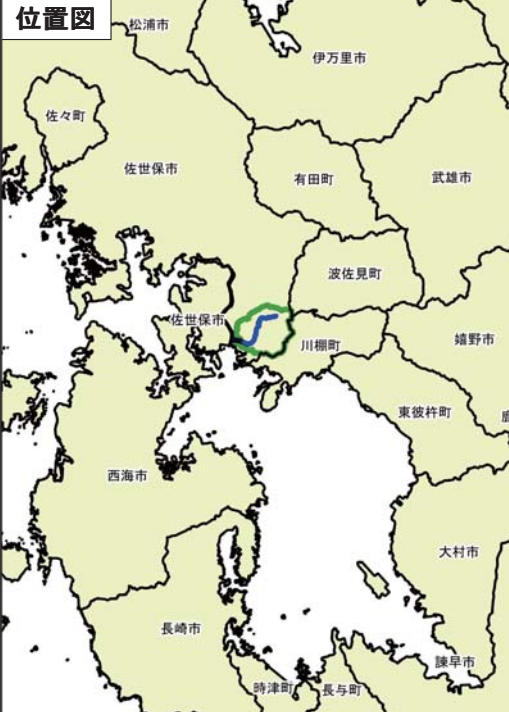 位置図
松浦市
伊万里市
佐々町
佐世保市
有田町
武雄市
波佐見町
佐世保市
川棚町
嬉野市
東彼杵町
西海市
大村市
長崎市
諫早市
時津町
長与町